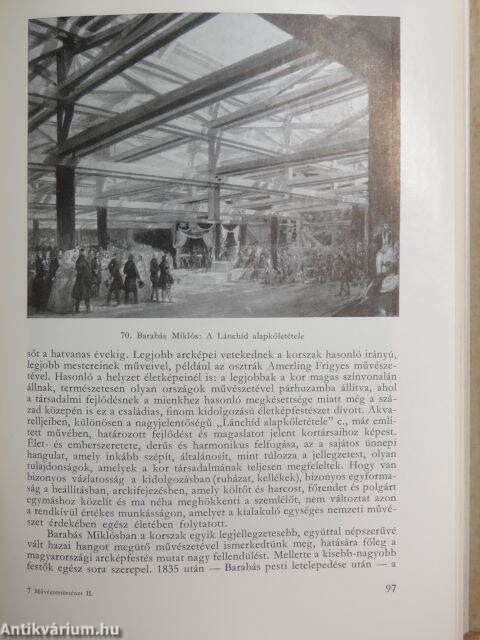 70. Barabás Miklós: A Lánchíd alapkőletétele
sőt a hatvanas évekig. Legjobb arcképei vetekednek a korszak hasonló irányú,
legjobb mestereinek műveivel, például az osztrák Amerling Frigyes művésze-
tével. Hasonló a helyzet életképeinél is: a legjobbak a kor magas színvonalán
állnak, természetesen olyan országok művészetével párhuzamba állítva, ahol
a társadalmi fejlődésnek a mienkhez hasonló megkésettsége miatt még a szá-
zad közepén is ez a családias, finom kidolgozású életképfestészet dívott. Akva-
relljeiben, különösen a nagyjelentőségű „Lánchíd alapkőletétele” c., már emlí-
tett művében, határozott fejlődést és magaslatot jelent kortársaihoz képest.
Élet- és emberszeretete, derűs és harmonikus felfogása, az a sajátos ünnepi
hangulat, amely inkább szépít, általánosít, mint túlozza a jellegzetest, olyan
tulajdonságok, amelyek a kor társadalmának teljesen megfeleltek. Hogy van
bizonyos vázlatosság a kidolgozásban (ruházat, kellékek), bizonyos egyforma-
ság a beállításban, arckifejezésben, amely költőt és harcost, főrendet és polgárt
egymáshoz közelít és ma néha meghökkenti a szemlélőt, nem változtat azon
a rendkívül értékes munkásságon, amelyet a kialakuló egységes nemzeti művé-
szet érdekében egész életében folytatott.
Barabás Miklósban a korszak egyik legjellegzetesebb, egyúttal népszerűvé
vált hazai hangot megütő művészetével ismerkedtünk meg, hatására főleg a
magyarországi arcképfestés mutat nagy fellendülést. Mellette a kisebb-nagyobb
festők egész sora szerepel. 1835 után — Barabás pesti letelepedése után — a
7 Művészettörténet II.
97
Antikvárium.hu